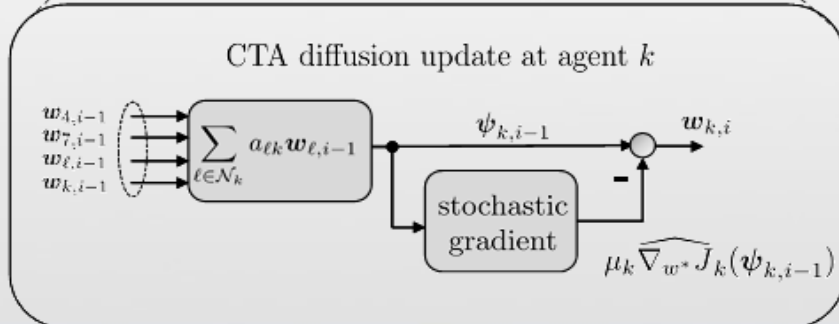 CTA diffusion update at agent k
w_{4,i−1}
w_{7,i−1}
w_{ℓ,i−1}
w_{k,i−1}
∑_{ℓ∈𝒩_k} a_{ℓk} w_{ℓ,i−1}
ψ_{k,i−1}
w_{k,i}
-
stochastic
gradient
μ_k \widehat{∇_{w*} J}_k(ψ_{k,i−1})